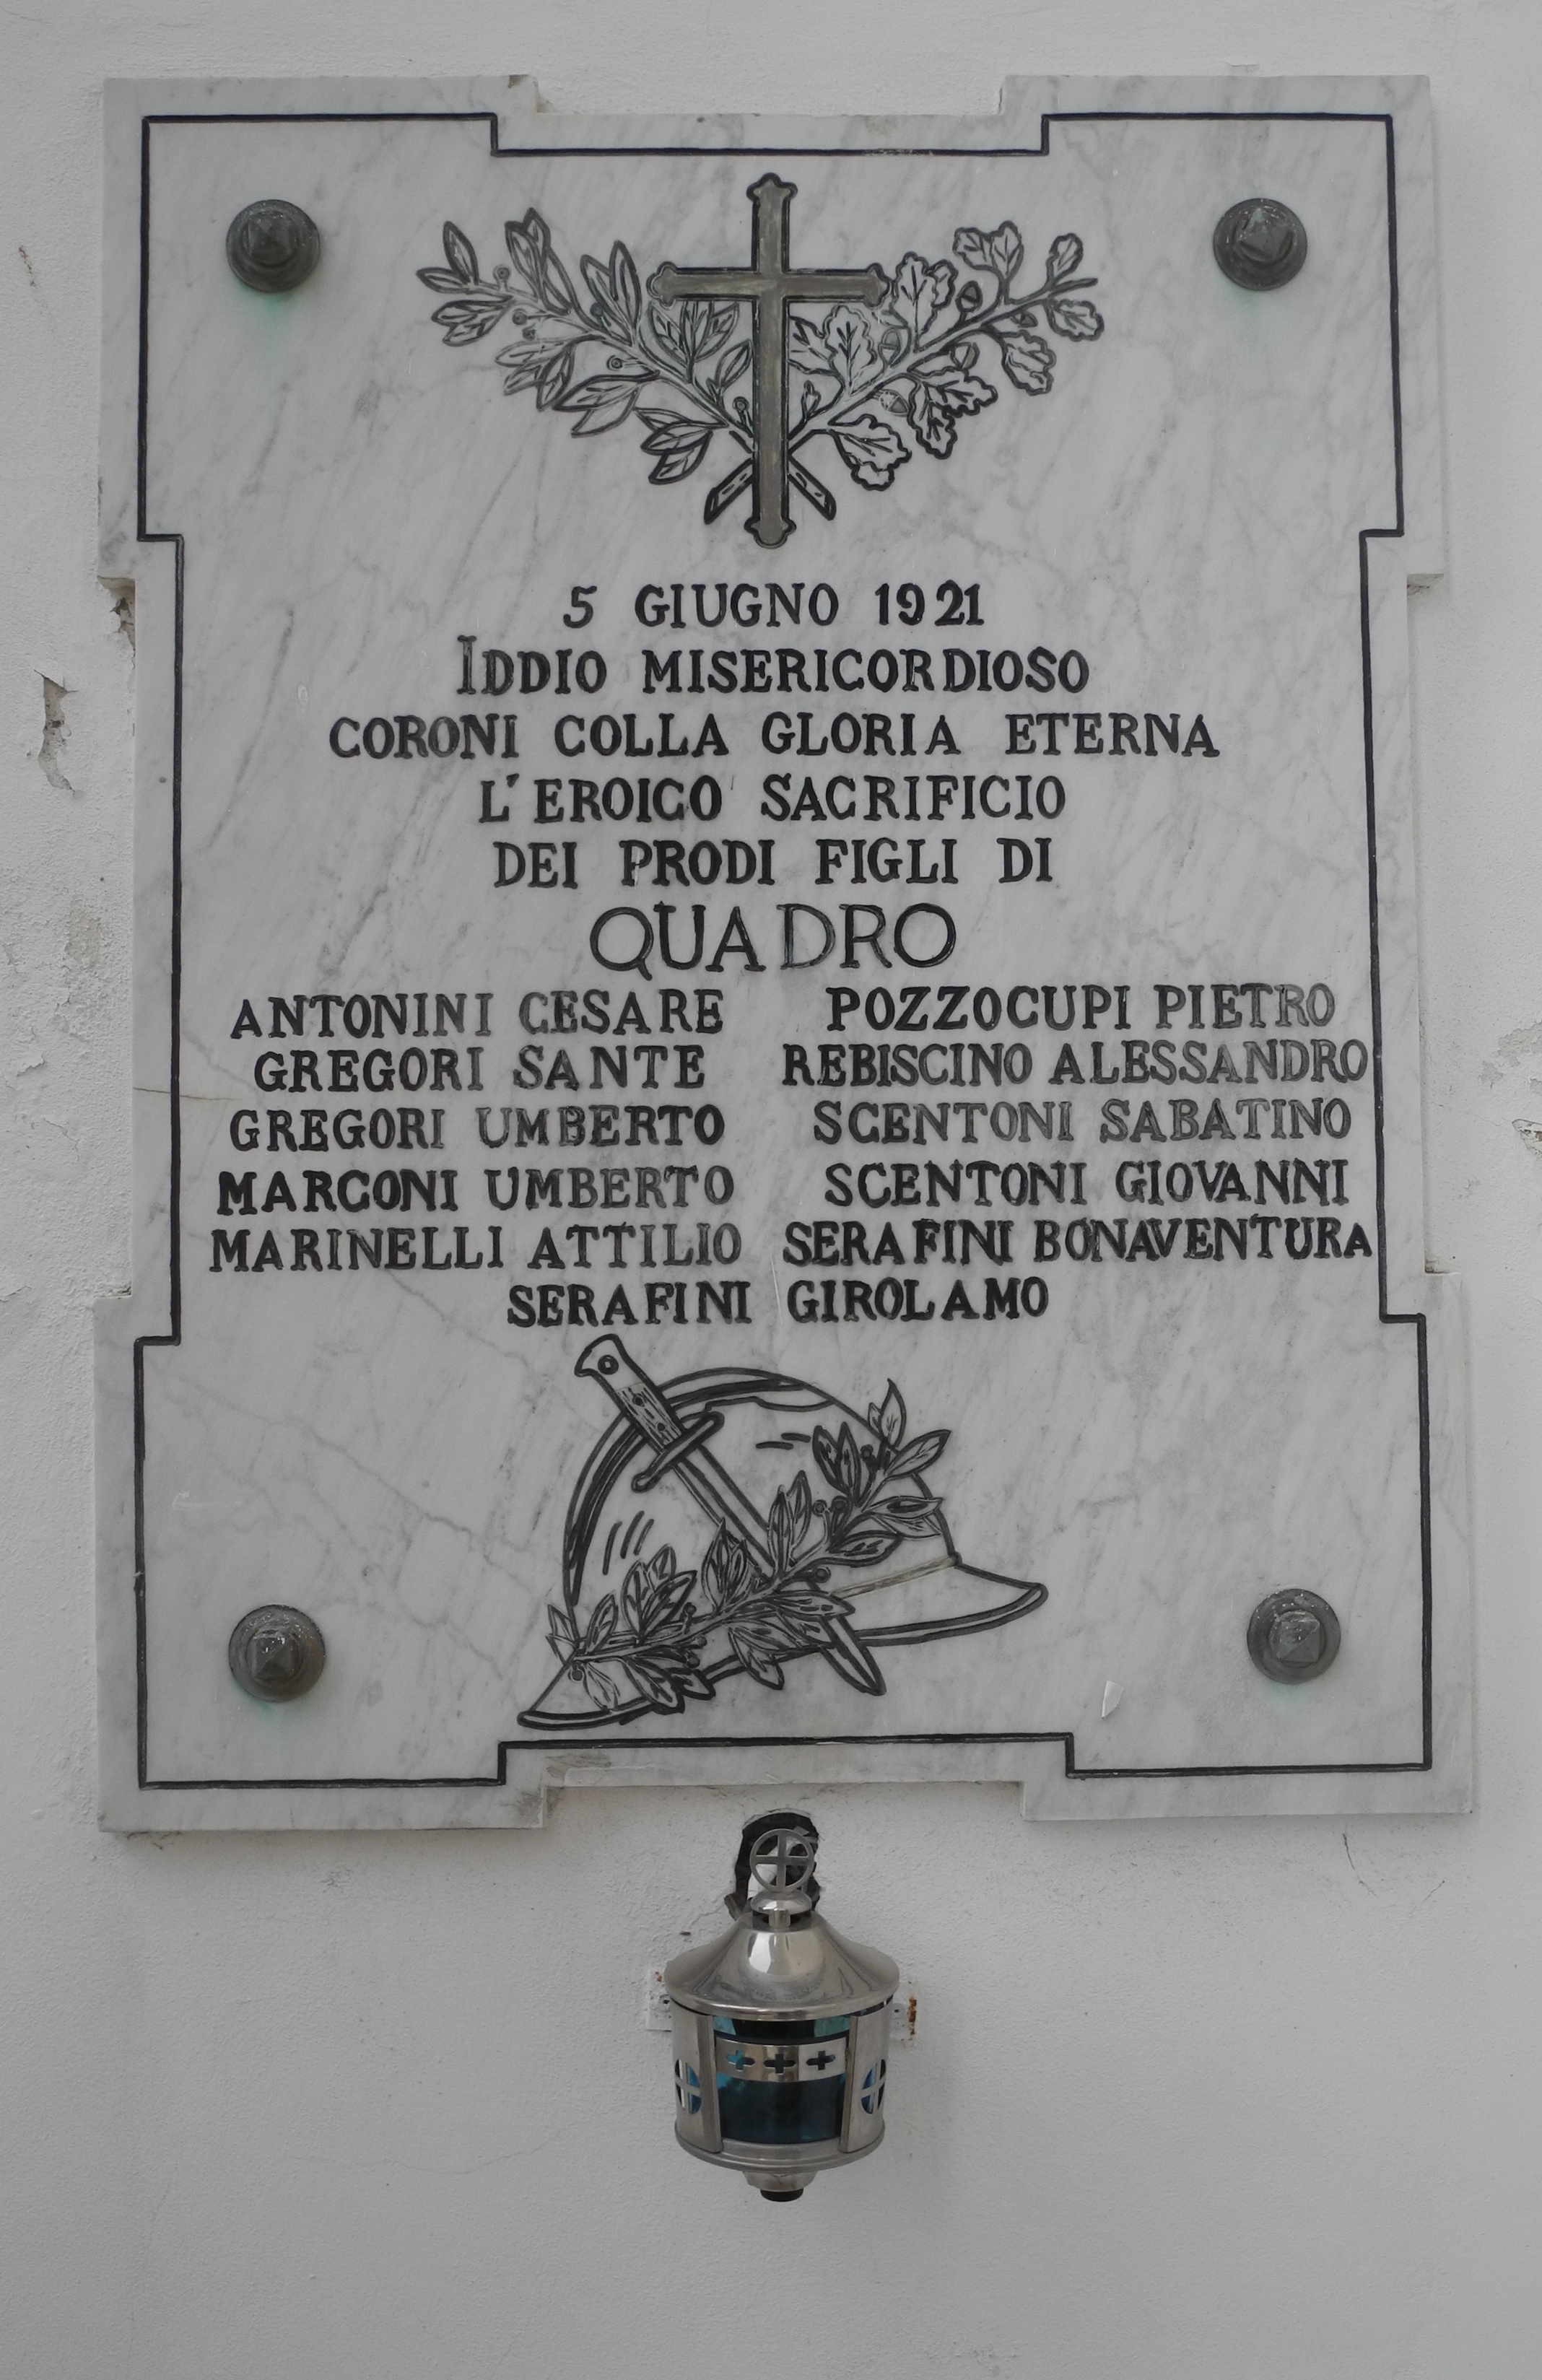 5 GIUGNO 1921
IDDIO MISERICORDIOSO
CORONI COLLA GLORIA ETERNA
L'EROICO SACRIFICIO
DEI PRODI FIGLI DI
QUADRO
ANTONINI CESARE POZZOCUPI PIETRO
GREGORI SANTE REBISCINO ALESSANDRO
GREGORI UMBERTO SCENTONI SABATINO
MARCONI UMBERTO SCENTONI GIOVANNI
MARINELLI ATTILIO SERAFINI BONAVENTURA
SERAFINI GIROLAMO